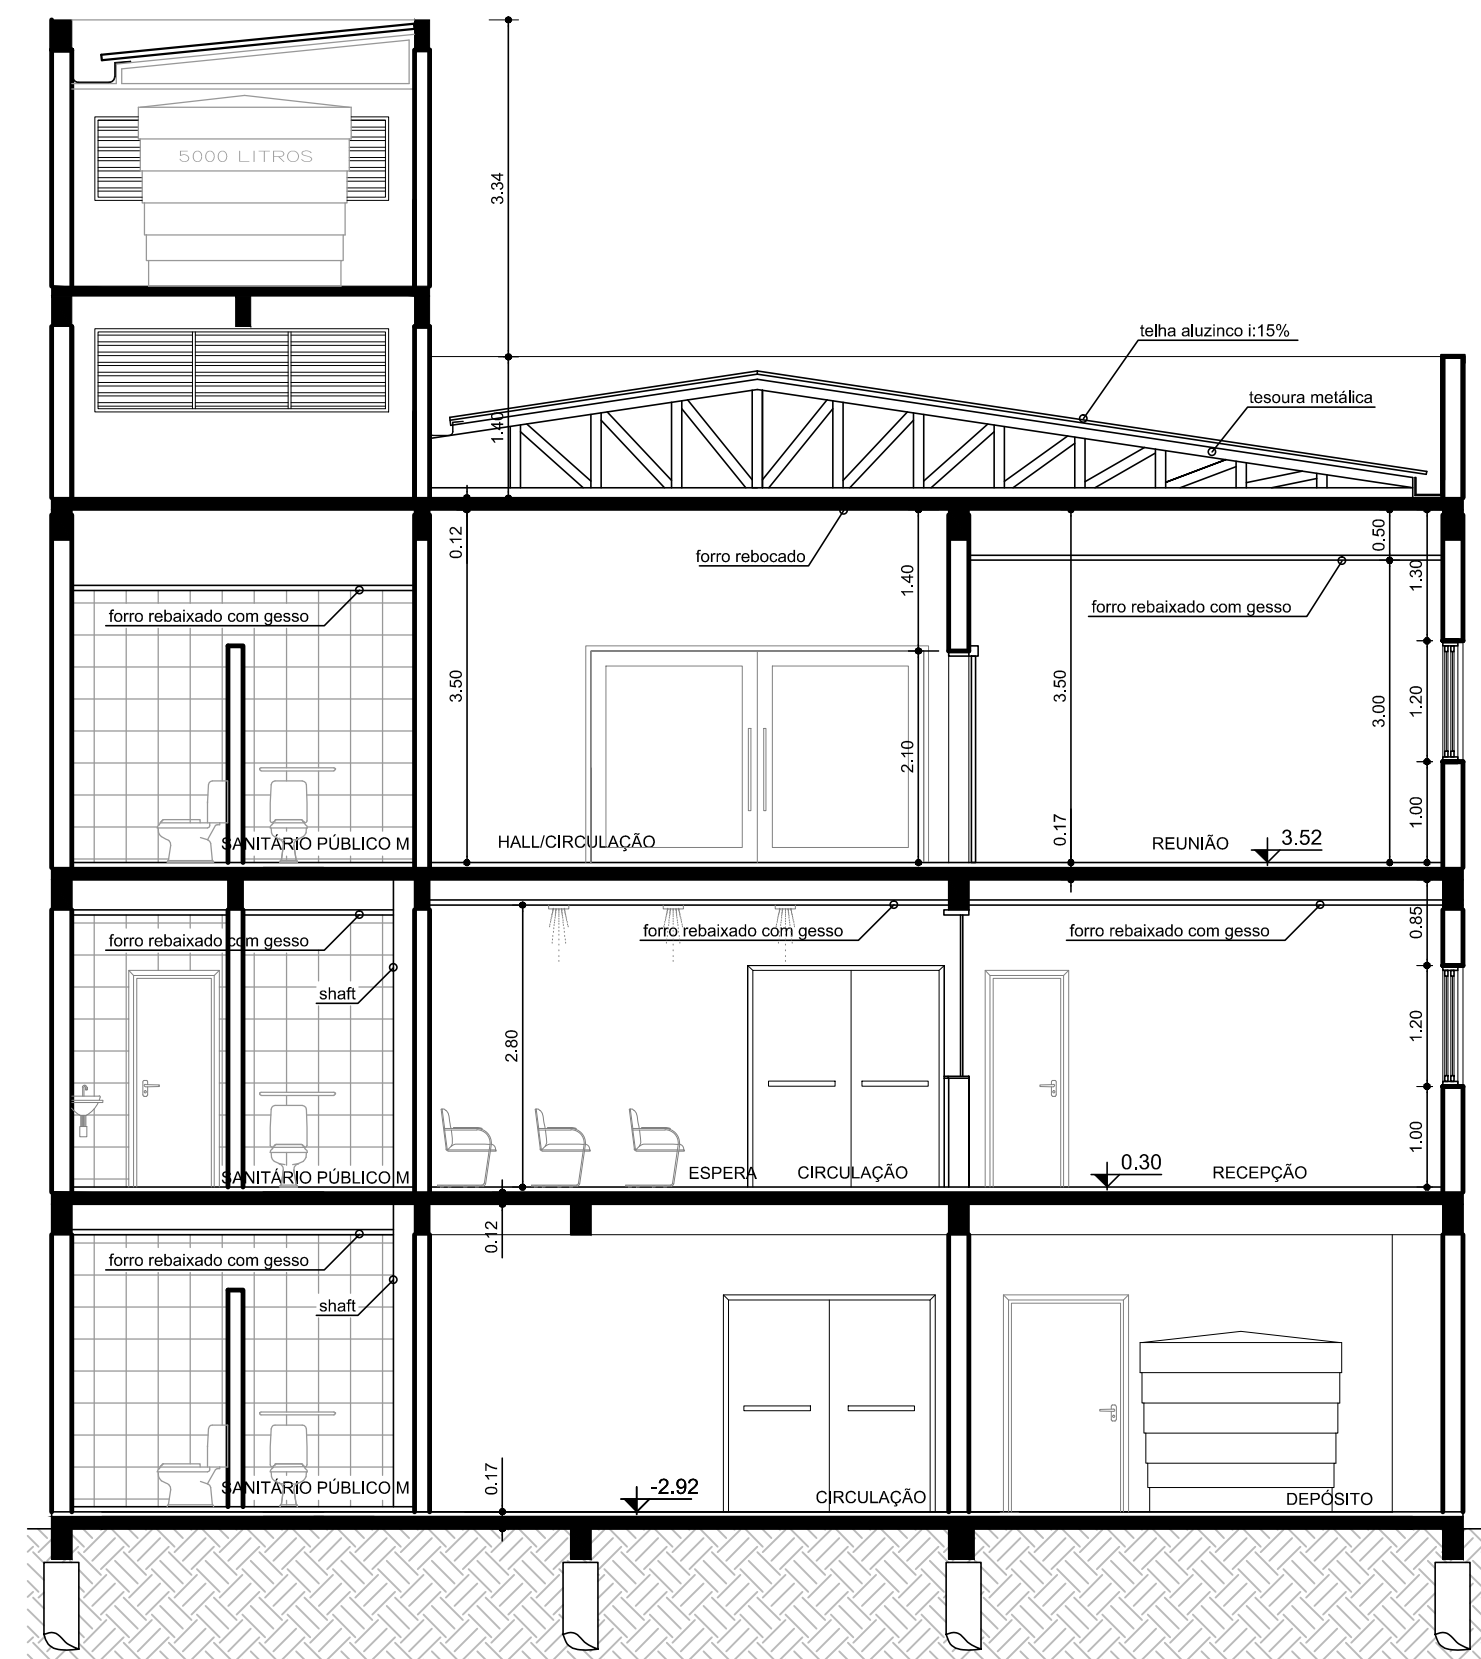 5000 LITROS
3.34
telha aluzinco i:15%
tesoura metálica
1.40
0.12
forro rebocado
1.40
0.50
1.30
forro rebaixado com gesso
forro rebaixado com gesso
3.50
3.50
3.00
1.20
2.10
1.00
0.17
SANITÁRIO PÚBLICO M
HALL/CIRCULAÇÃO
REUNIÃO
3.52
0.85
forro rebaixado com gesso
forro rebaixado com gesso
forro rebaixado com gesso
shaft
2.80
1.20
1.00
SANITÁRIO PÚBLICO M
ESPERA
CIRCULAÇÃO
0.30
RECEPÇÃO
0.12
forro rebaixado com gesso
shaft
0.17
SANITÁRIO PÚBLICO M
-2.92
CIRCULAÇÃO
DEPÓSITO